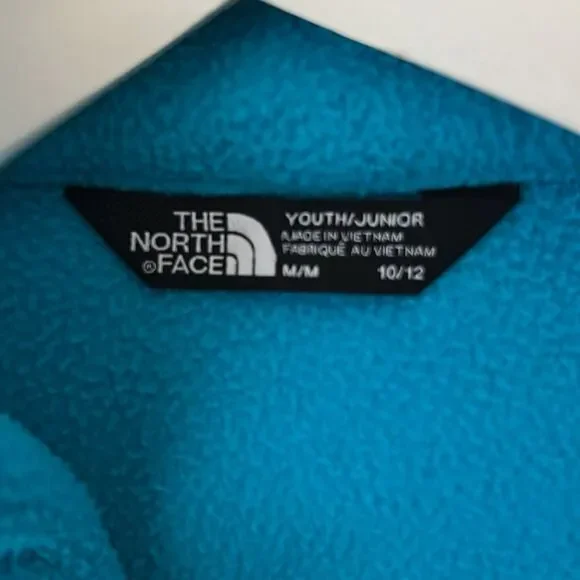 THE
NORTH
®FACE
YOUTH/JUNIOR
MADE IN VIETNAM
FABRIQUÉ AU VIETNAM
M/M 10/12